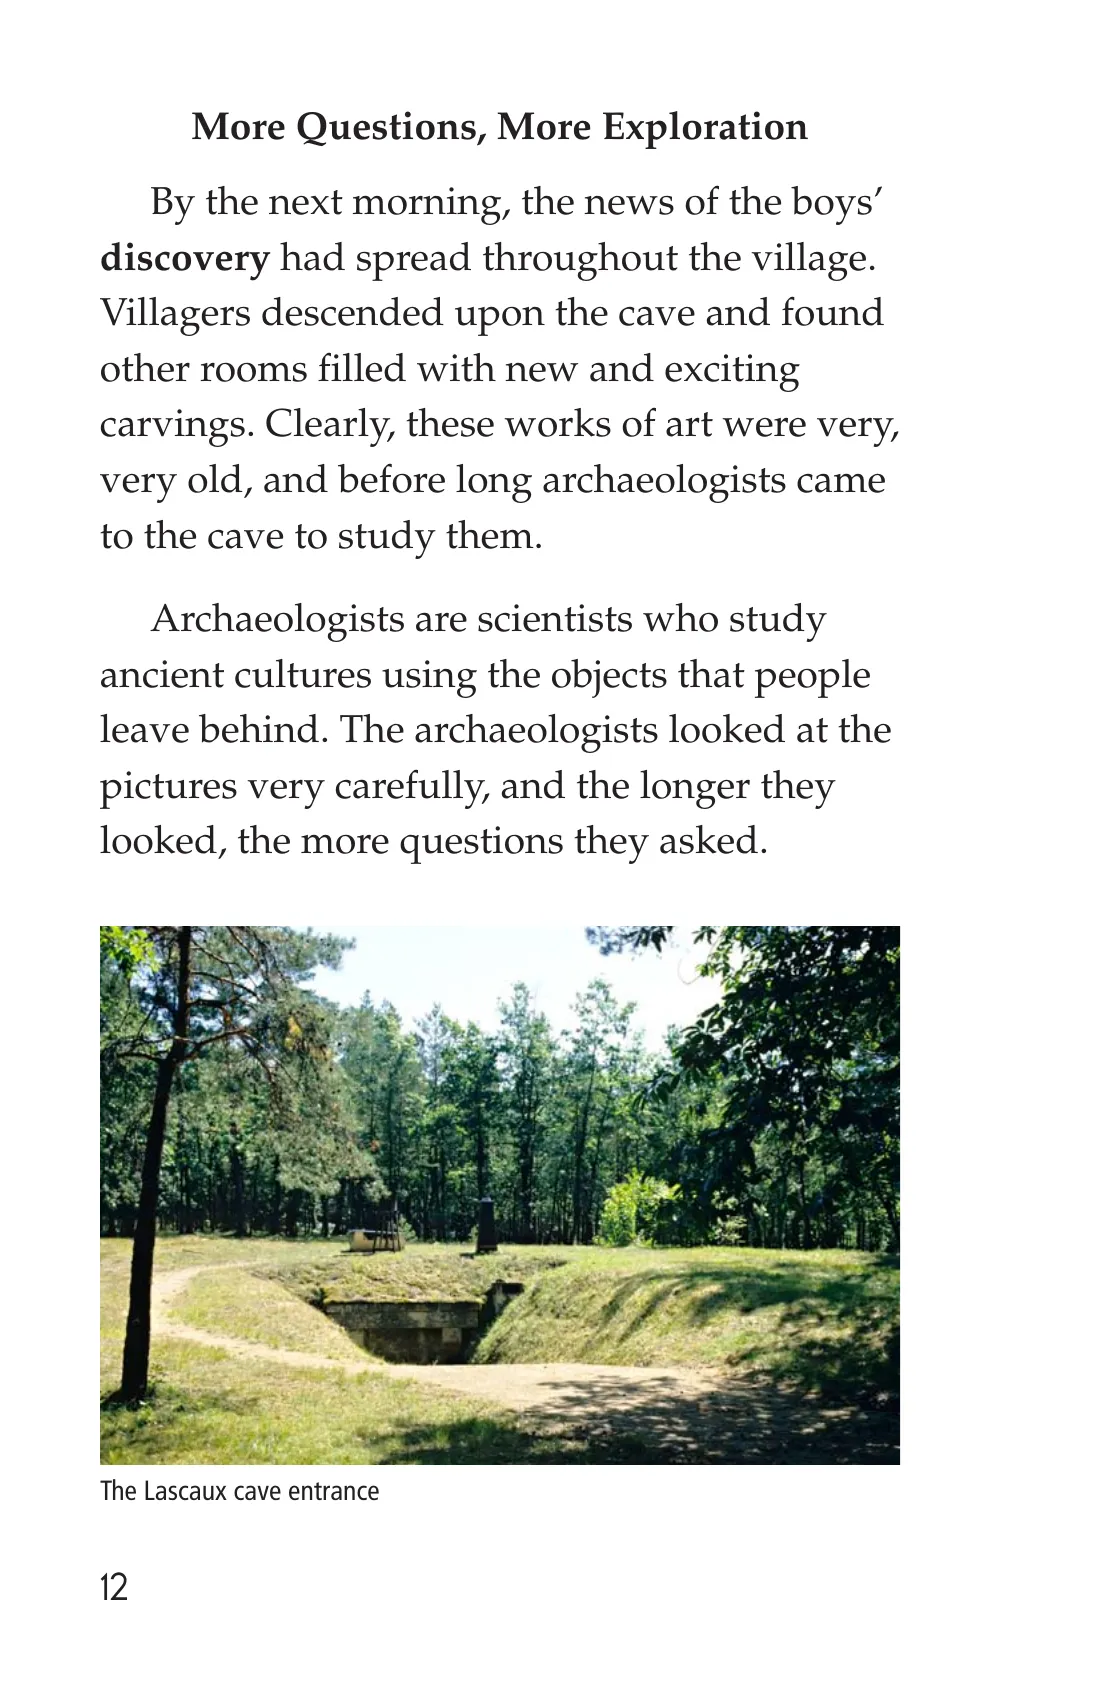 More Questions, More Exploration
By the next morning, the news of the boys’
discovery had spread throughout the village.
Villagers descended upon the cave and found
other rooms filled with new and exciting
carvings. Clearly, these works of art were very,
very old, and before long archaeologists came
to the cave to study them.
Archaeologists are scientists who study
ancient cultures using the objects that people
leave behind. The archaeologists looked at the
pictures very carefully, and the longer they
looked, the more questions they asked.
The Lascaux cave entrance
12